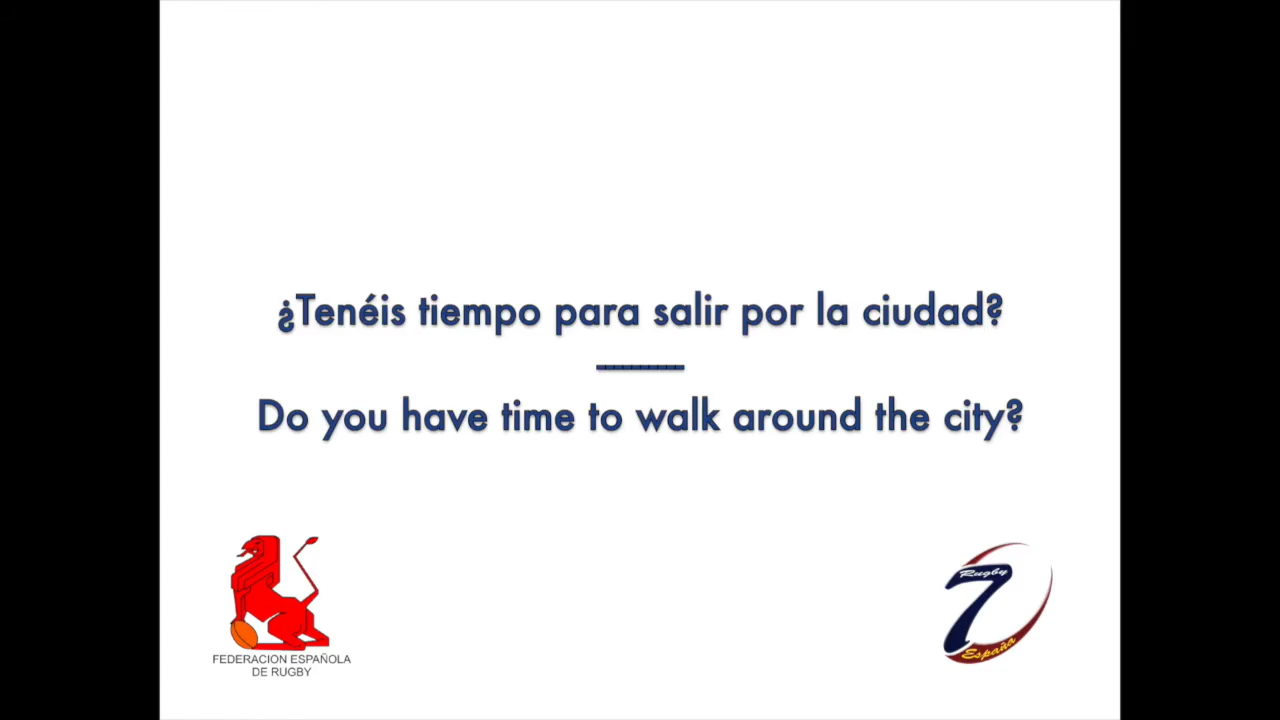 ¿Tenéis tiempo para salir por la ciudad?
----------
Do you have time to walk around the city?
FEDERACION ESPAÑOLA
DE RUGBY
Rugby
7
España